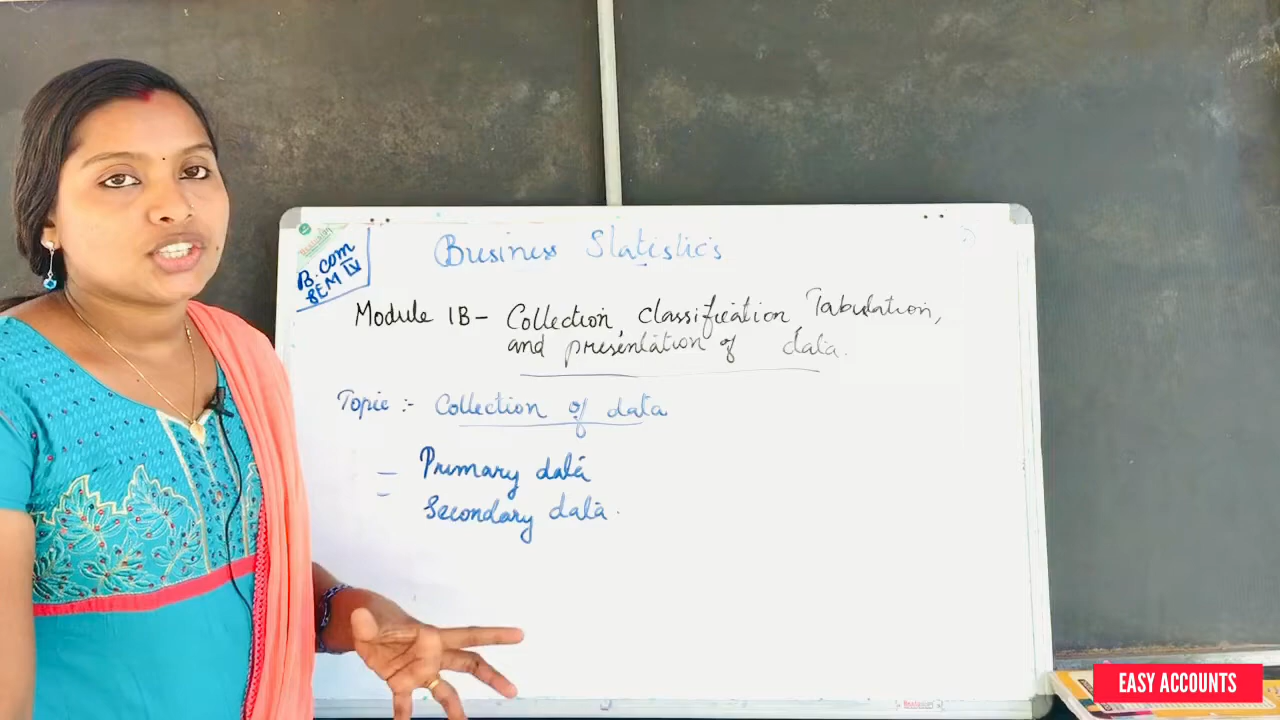 Business Statistics
B.com
SEM IV
Module 1B - Collection, classification Tabulation,
and presentation of data.
Topic :- Collection of data
- Primary data
- Secondary data.
EASY ACCOUNTS